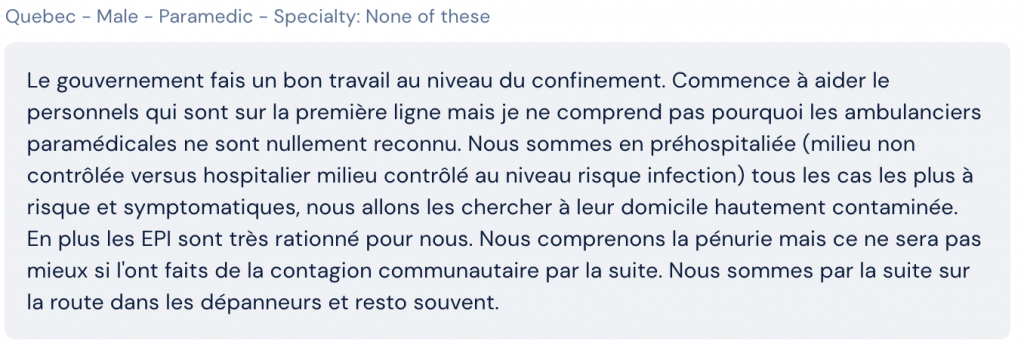 Quebec - Male - Paramedic - Specialty: None of these
Le gouvernement fais un bon travail au niveau du confinement. Commence à aider le
personnels qui sont sur la première ligne mais je ne comprend pas pourquoi les ambulanciers
paramédicales ne sont nullement reconnu. Nous sommes en préhospitaliée (milieu non
contrôlée versus hospitalier milieu contrôlé au niveau risque infection) tous les cas les plus à
risque et symptomatiques, nous allons les chercher à leur domicile hautement contaminée.
En plus les EPI sont très rationné pour nous. Nous comprenons la pénurie mais ce ne sera pas
mieux si l'ont faits de la contagion communautaire par la suite. Nous sommes par la suite sur
la route dans les dépanneurs et resto souvent.